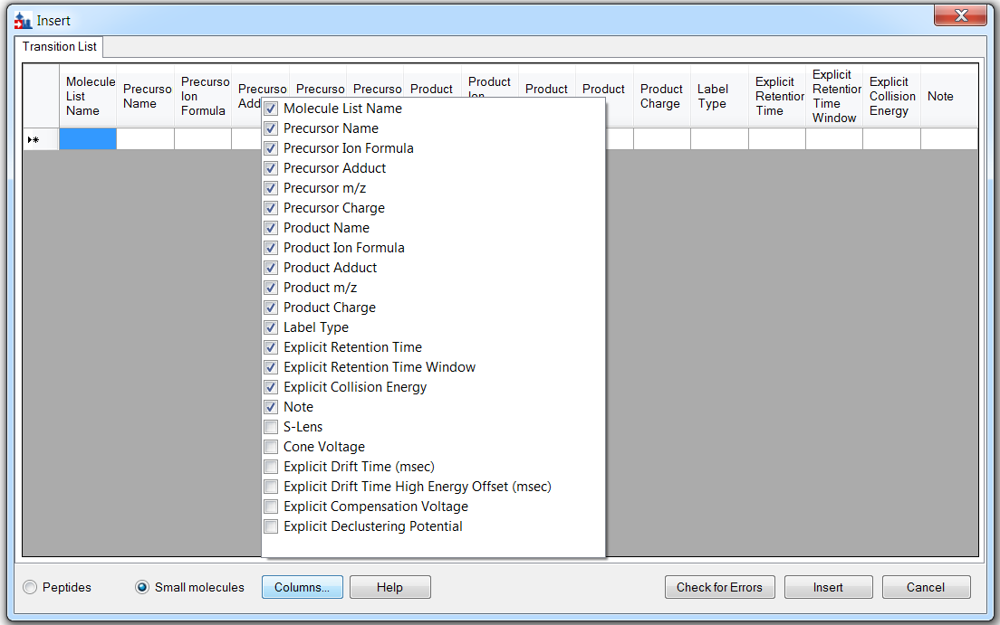 Insert
Transition List
Molecule List Name
Precurso Name
Precurso Ion Formula
Precurso Add
Precurso
Precurso
Product
Product Ion
Product
Product
Product Charge
Label Type
Explicit Retention Time
Explicit Retention Time Window
Explicit Collision Energy
Note
Molecule List Name
Precursor Name
Precursor Ion Formula
Precursor Adduct
Precursor m/z
Precursor Charge
Product Name
Product Ion Formula
Product Adduct
Product m/z
Product Charge
Label Type
Explicit Retention Time
Explicit Retention Time Window
Explicit Collision Energy
Note
S-Lens
Cone Voltage
Explicit Drift Time (msec)
Explicit Drift Time High Energy Offset (msec)
Explicit Compensation Voltage
Explicit Declustering Potential
Peptides
Small molecules
Columns...
Help
Check for Errors
Insert
Cancel